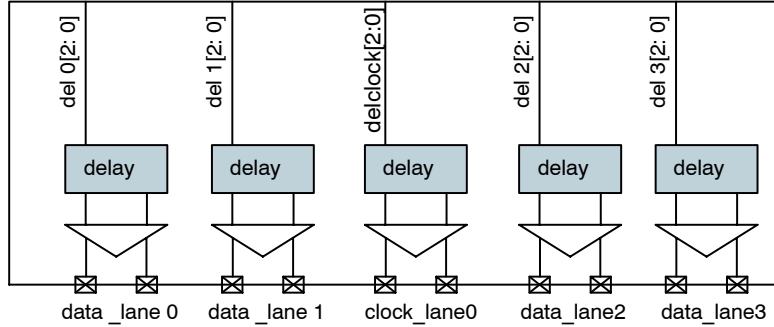 del 0[2: 0]
del 1[2: 0]
delclock[2:0]
del 2[2: 0]
del 3[2: 0]
delay
delay
delay
delay
delay
data _lane 0
data _lane 1
clock_lane0
data_lane2
data_lane3